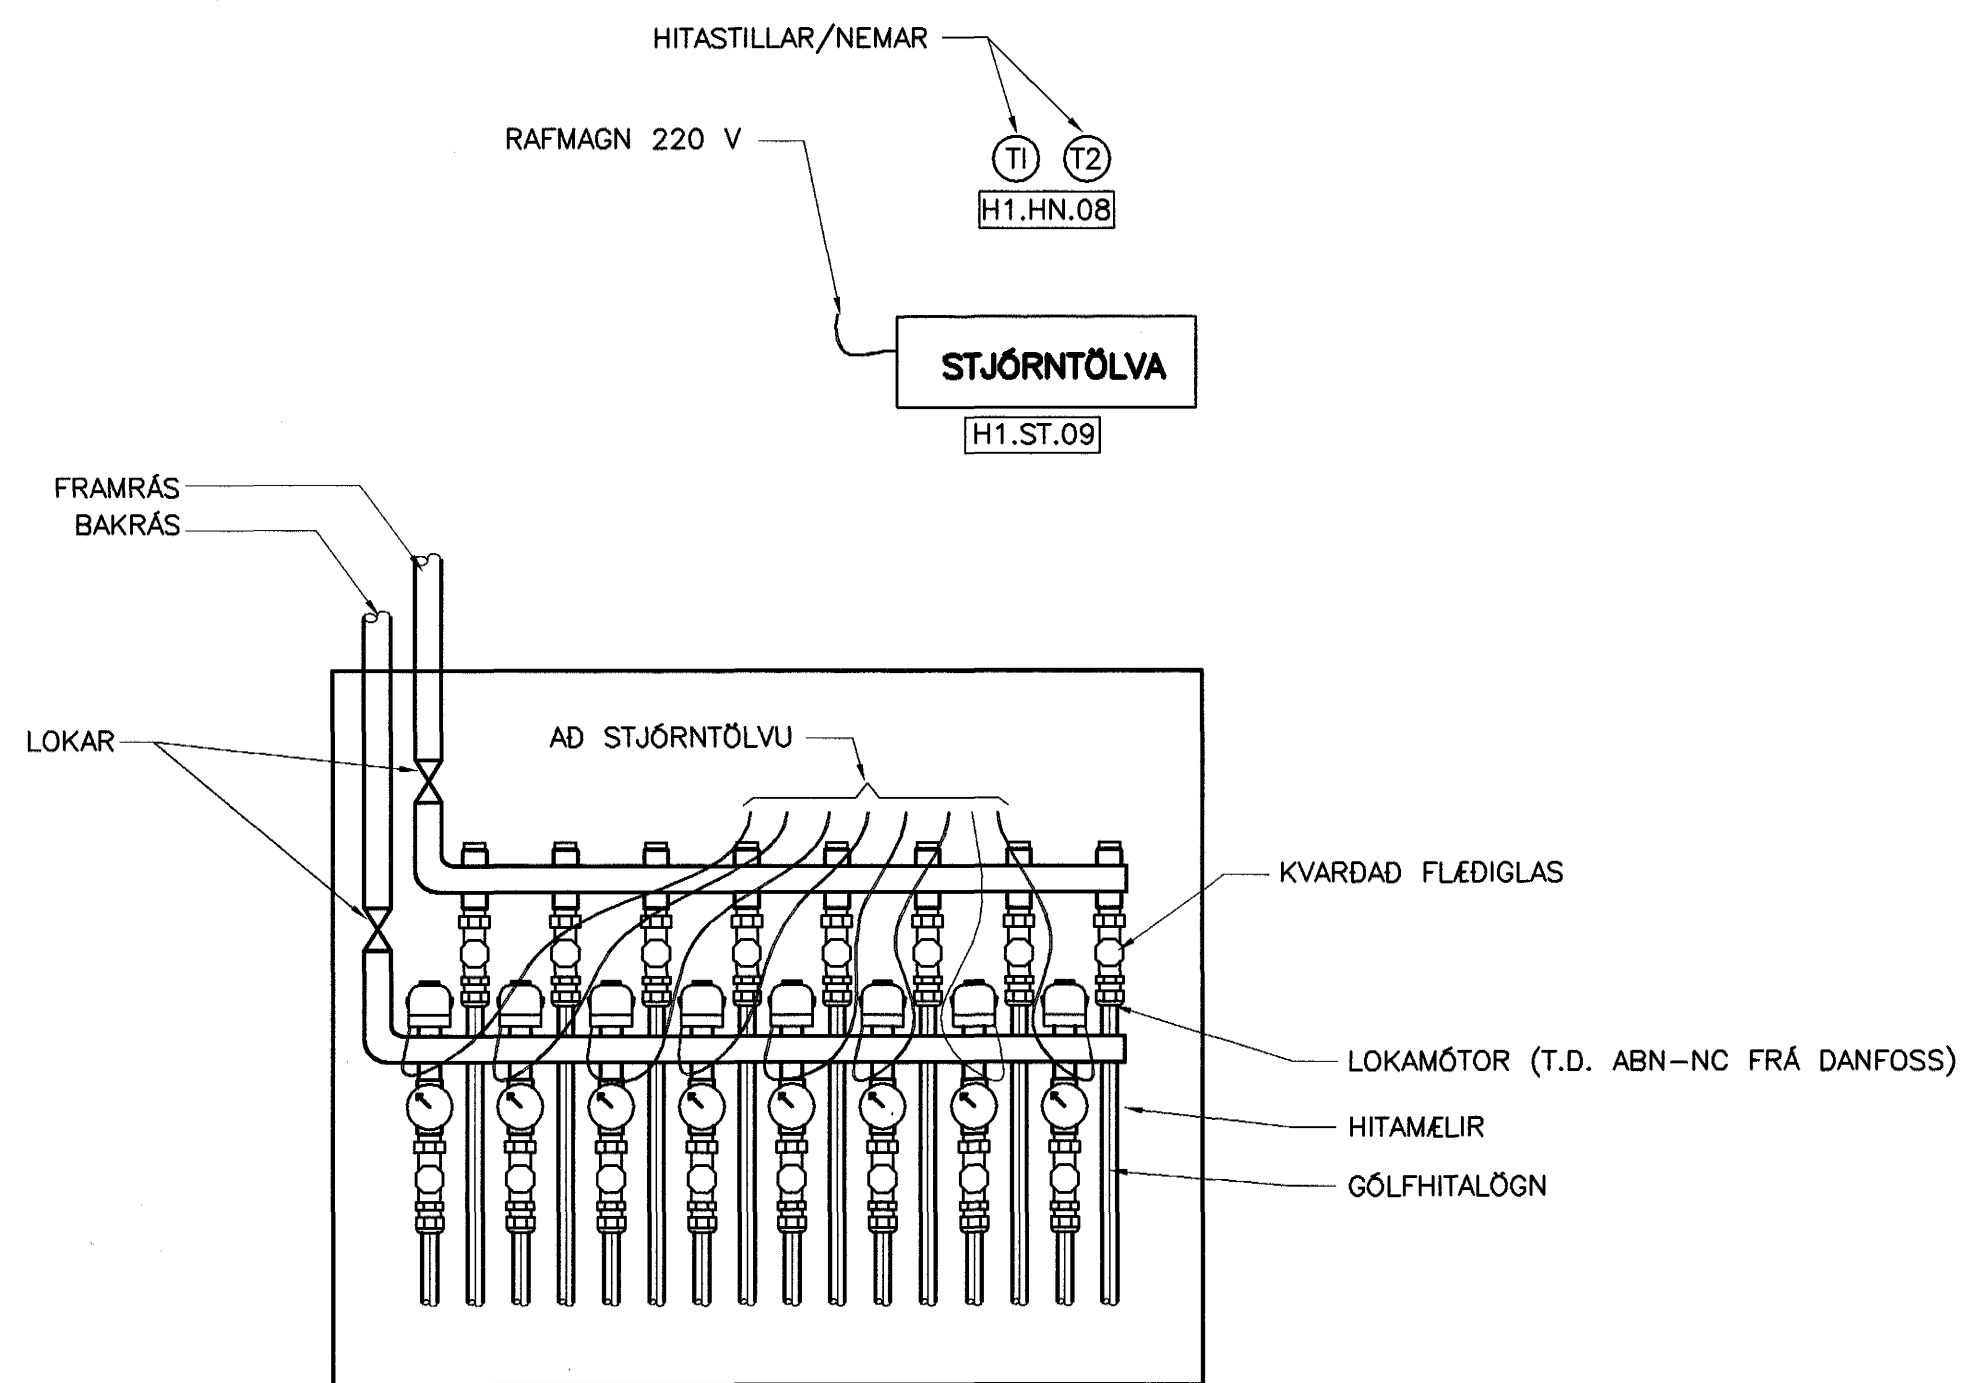 HITASTILLAR/NEMAR
RAFMAGN 220 V
T1 T2
H1.HN.08
STJÓRNTÖLVA
H1.ST.09
FRAMRÁS
BAKRÁS
LOKAR
AÐ STJÓRNTÖLVU
KVARÐAÐ FLÆÐIGLAS
LOKAMÓTOR (T.D. ABN-NC FRÁ DANFOSS)
HITAMÆLIR
GÓLFHITALÖGN